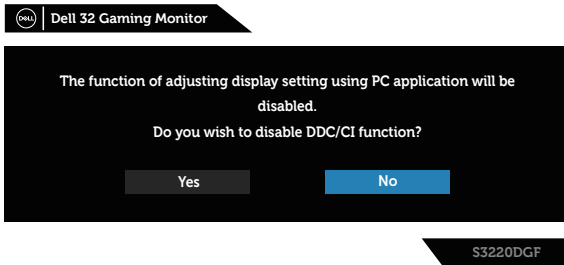 DELL Dell 32 Gaming Monitor
The function of adjusting display setting using PC application will be
disabled.
Do you wish to disable DDC/CI function?
Yes No
S3220DGF